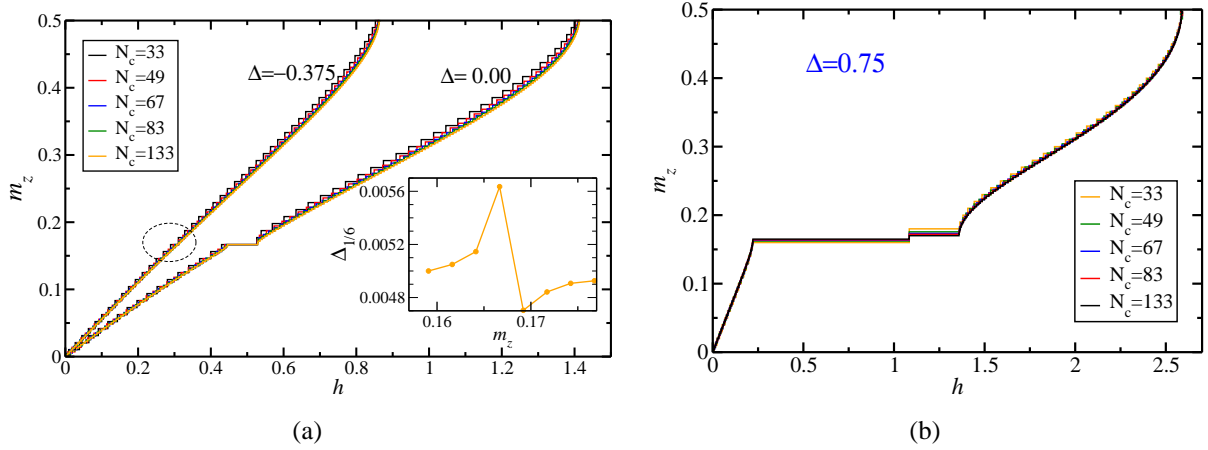 0.5
0.4
0.3
0.2
0.1
0
m_z
0
0.2
0.4
0.6
0.8
1
1.2
1.4
h
N_c=33
N_c=49
N_c=67
N_c=83
N_c=133
Δ=−0.375
Δ= 0.00
0.0056
0.0052
0.0048
Δ_{1/6}
0.16
0.17
m_z
(a)
0.5
0.4
0.3
0.2
0.1
0
m_z
0
0.5
1
1.5
2
2.5
h
Δ=0.75
N_c=33
N_c=49
N_c=67
N_c=83
N_c=133
(b)